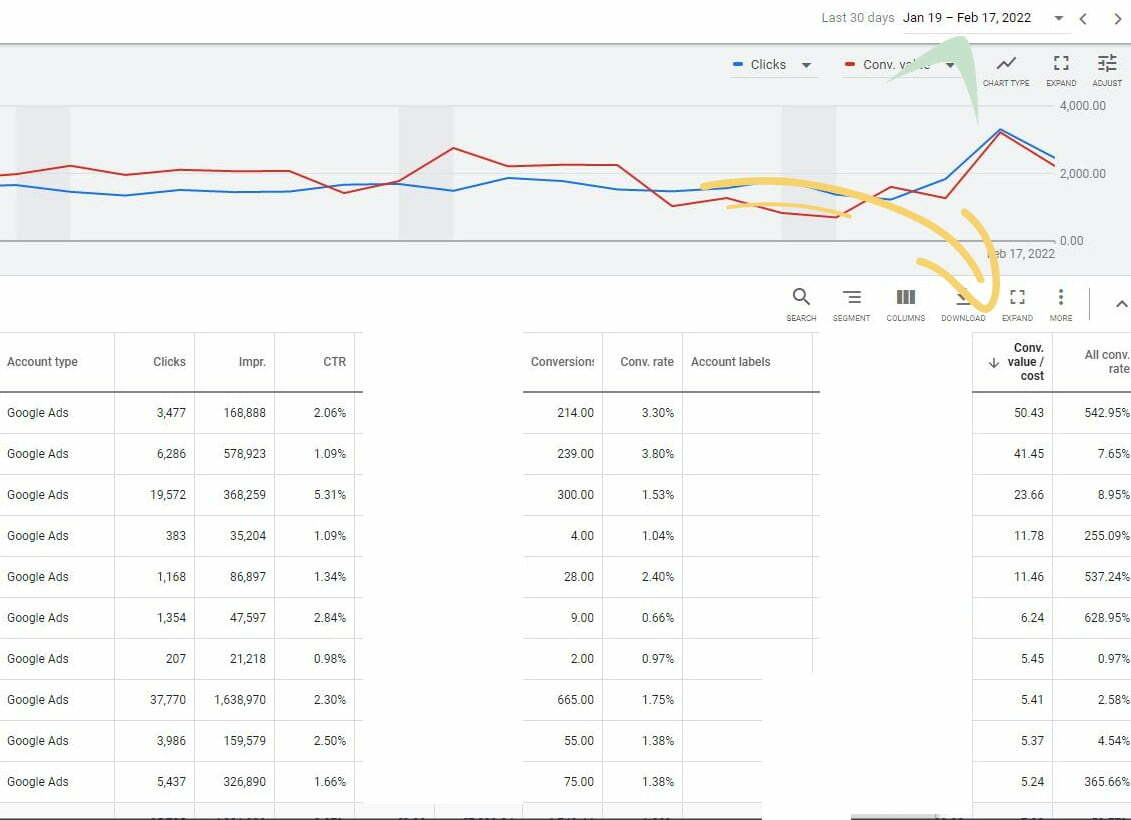 Last 30 days Jan 19 – Feb 17, 2022
Clicks Conv. value
CHART TYPE EXPAND ADJUST
4,000.00
2,000.00
0.00
Feb 17, 2022
SEARCH SEGMENT COLUMNS DOWNLOAD EXPAND MORE
Account type Clicks Impr. CTR Conversions Conv. rate Account labels Conv. value / cost All conv. rate
Google Ads 3,477 168,888 2.06% 214.00 3.30% 50.43 542.95%
Google Ads 6,286 578,923 1.09% 239.00 3.80% 41.45 7.65%
Google Ads 19,572 368,259 5.31% 300.00 1.53% 23.66 8.95%
Google Ads 383 35,204 1.09% 4.00 1.04% 11.78 255.09%
Google Ads 1,168 86,897 1.34% 28.00 2.40% 11.46 537.24%
Google Ads 1,354 47,597 2.84% 9.00 0.66% 6.24 628.95%
Google Ads 207 21,218 0.98% 2.00 0.97% 5.45 0.97%
Google Ads 37,770 1,638,970 2.30% 665.00 1.75% 5.41 2.58%
Google Ads 3,986 159,579 2.50% 55.00 1.38% 5.37 4.54%
Google Ads 5,437 326,890 1.66% 75.00 1.38% 5.24 365.66%